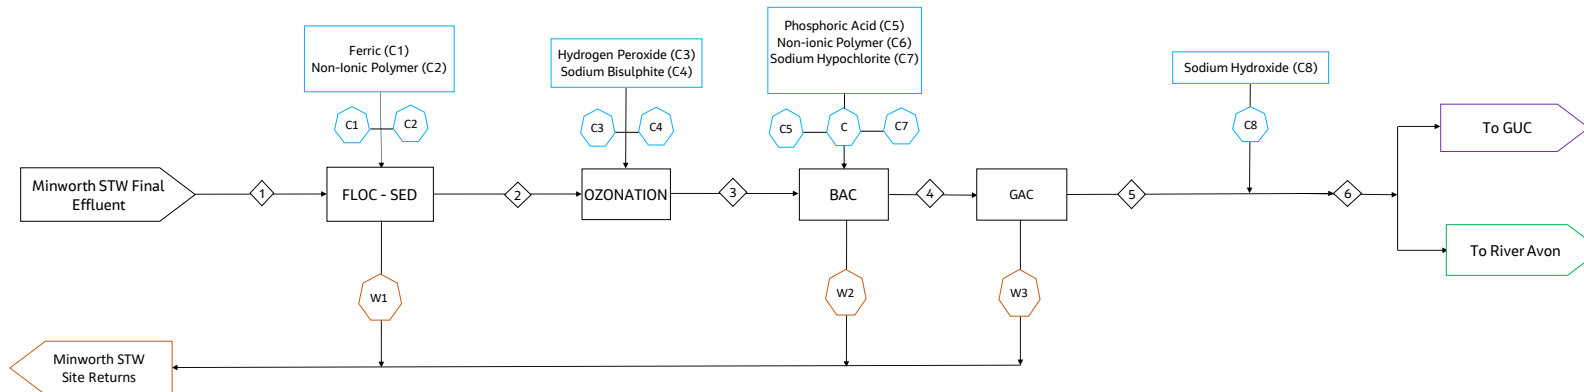 Ferric (C1)
Non-Ionic Polymer (C2)
Hydrogen Peroxide (C3)
Sodium Bisulphite (C4)
Phosphoric Acid (C5)
Non-ionic Polymer (C6)
Sodium Hypochlorite (C7)
Sodium Hydroxide (C8)
C1
C2
C3
C4
C5
C
C7
C8
To GUC
Minworth STW Final
Effluent
1
FLOC - SED
2
OZONATION
3
BAC
4
GAC
5
6
To River Avon
W1
W2
W3
Minworth STW
Site Returns